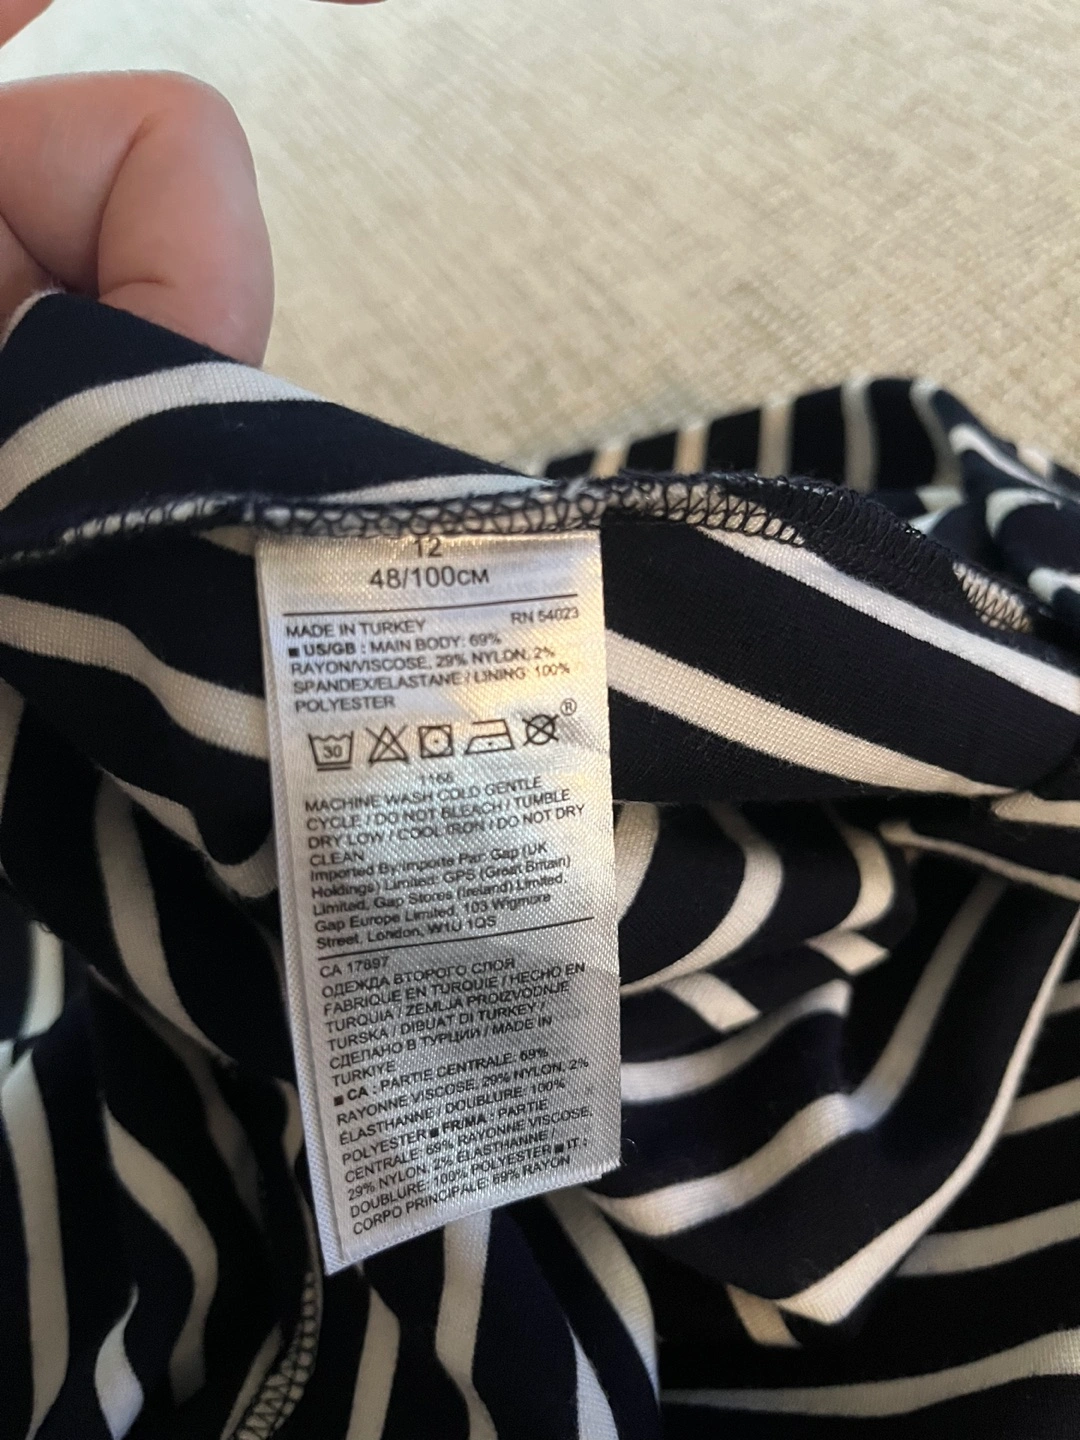 12
48/100CM
MADE IN TURKEY RN 54023
■ US/GB : MAIN BODY: 69%
RAYON/VISCOSE, 29% NYLON, 2%
SPANDEX/ELASTANE / LINING: 100%
POLYESTER
30 ®
1166
MACHINE WASH COLD GENTLE
CYCLE / DO NOT BLEACH / TUMBLE
DRY LOW / COOL IRON / DO NOT DRY
CLEAN
Imported By/Importe Par: Gap (UK
Holdings) Limited. GPS (Great Britain)
Limited, Gap Stores (Ireland) Limited,
Gap Europe Limited, 103 Wigmore
Street, London, W1U 1QS
CA 17897
ОДЕЖДА ВТОРОГО СЛОЯ
FABRIQUE EN TURQUIE / HECHO EN
TURQUIA / ZEMLJA PROIZVODNJE
TURSKA / DIBUAT DI TURKEY /
СДЕЛАНО В ТУРЦИИ / MADE IN
TURKIYE
■ CA : PARTIE CENTRALE: 69%
RAYONNE VISCOSE, 29% NYLON, 2%
ÉLASTHANNE / DOUBLURE: 100%
POLYESTER ■ FR/MA : PARTIE
CENTRALE: 69% RAYONNE VISCOSE,
29% NYLON, 2% ÉLASTHANNE /
DOUBLURE: 100% POLYESTER ■ IT :
CORPO PRINCIPALE: 69% RAYON